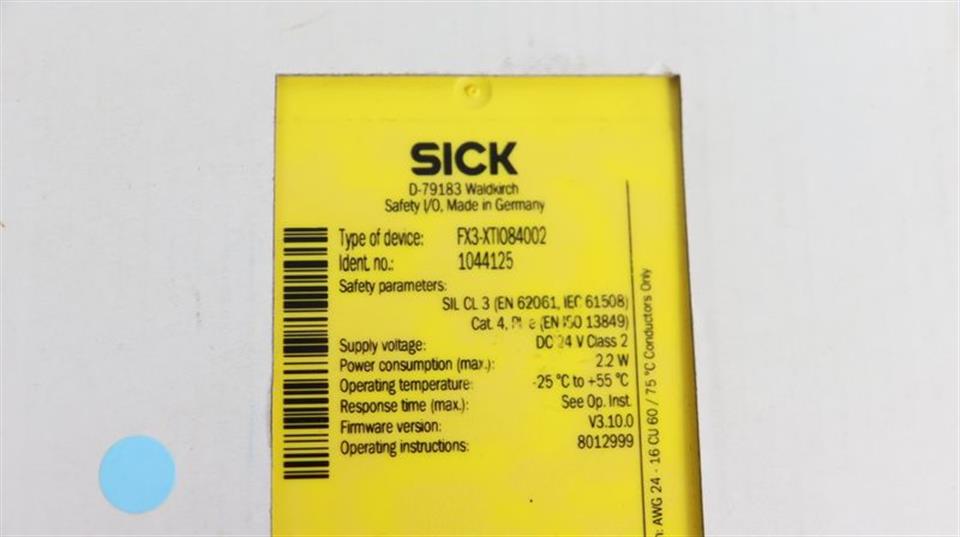 SICK
D-79183 Waldkirch
Safety I/O, Made in Germany
Type of device: FX3-XTIO84002
Ident. no.: 1044125
Safety parameters:
SIL CL 3 (EN 62061, IEC 61508)
Cat. 4, PL e (EN ISO 13849)
Supply voltage: DC 24 V Class 2
Power consumption (max.): 2.2 W
Operating temperature: -25 °C to +55 °C
Response time (max.): See Op. Inst.
Firmware version: V3.10.0
Operating instructions: 8012999
: AWG 24 - 16 CU 60 / 75 °C Conductors Only